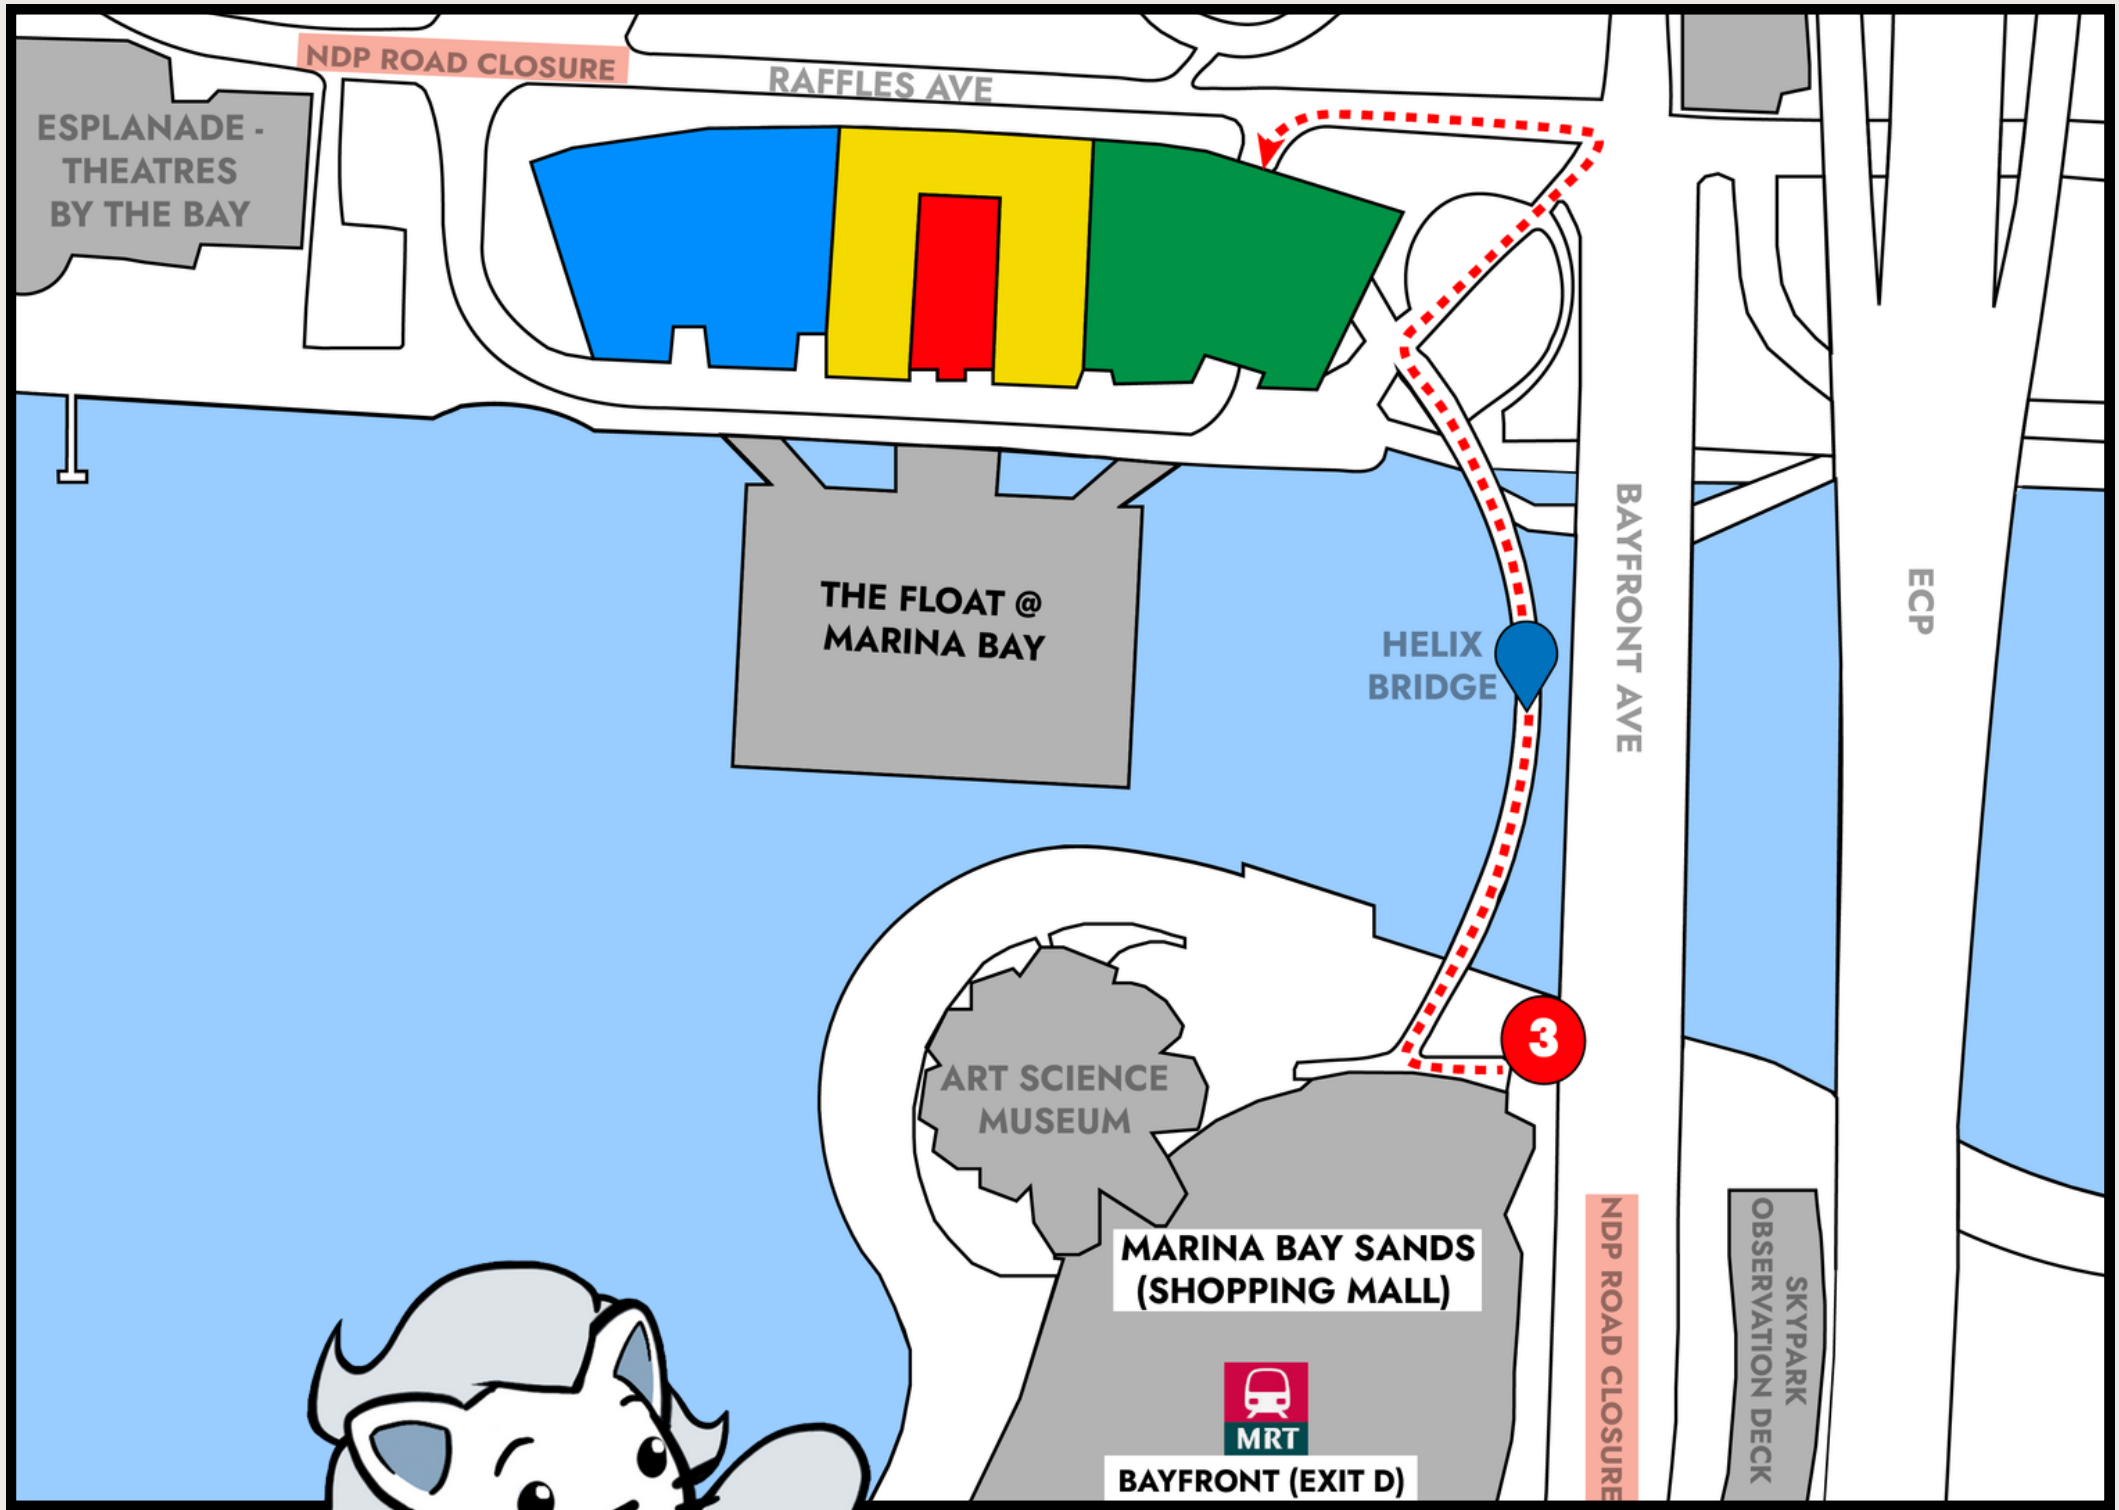 NDP ROAD CLOSURE
RAFFLES AVE
ESPLANADE -
THEATRES
BY THE BAY
THE FLOAT @
MARINA BAY
HELIX
BRIDGE
BAYFRONT AVE
ECP
3
ART SCIENCE
MUSEUM
MARINA BAY SANDS
(SHOPPING MALL)
MRT
BAYFRONT (EXIT D)
NDP ROAD CLOSURE
SKYPARK
OBSERVATION DECK